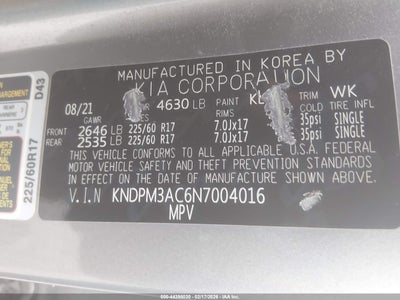 MANUFACTURED IN KOREA BY
KIA CORPORATION
08/21 4630 LB PAINT KL TRIM WK
GAWR RIMS COLD TIRE INFL
FRONT 2646 LB 225/60 R17 7.0Jx17 35psi SINGLE
REAR 2535 LB 225/60 R17 7.0Jx17 35psi SINGLE
THIS VEHICLE CONFORMS TO ALL APPLICABLE U.S.A. FEDERAL
MOTOR VEHICLE SAFETY AND THEFT PREVENTION STANDARDS
IN EFFECT ON THE DATE OF MANUFACTURE SHOWN ABOVE.
V.I.N KNDPM3AC6N7004016
MPV
D43
225/60R17